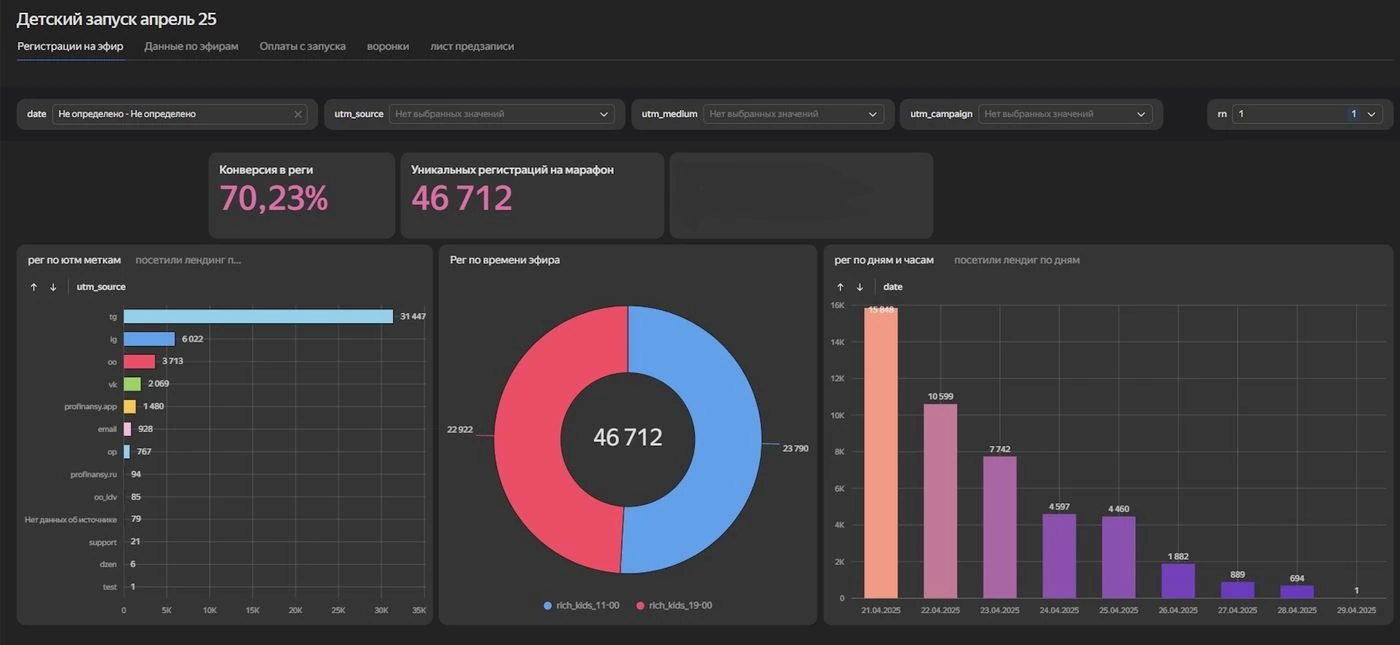 Детский запуск апрель 25
Регистрации на эфир Данные по эфирам Оплаты с запуска воронки лист предзаписи
date Не определено - Не определено utm_source Нет выбранных значений utm_medium Нет выбранных значений utm_campaign Нет выбранных значений rn 1 1
Конверсия в реги
70,23%
Уникальных регистраций на марафон
46 712
рег по ютм меткам посетили лендинг п...
utm_source
tg 31 447
ig 6 022
oo 3 713
vk 2 069
profinansy.app 1 480
email 928
op 767
profinansy.ru 94
oo_ldv 85
Нет данных об источнике 79
support 21
dzen 6
test 1
0 5K 10K 15K 20K 25K 30K 35K
Рег по времени эфира
22 922
46 712
23 790
rich_kids_11-00 rich_kids_19-00
рег по дням и часам посетили лендиг по дням
date
16K
14K
12K
10K
8K
6K
4K
2K
0
15 848
10 599
7 742
4 597
4 460
1 882
889
694
1
21.04.2025 22.04.2025 23.04.2025 24.04.2025 25.04.2025 26.04.2025 27.04.2025 28.04.2025 29.04.2025